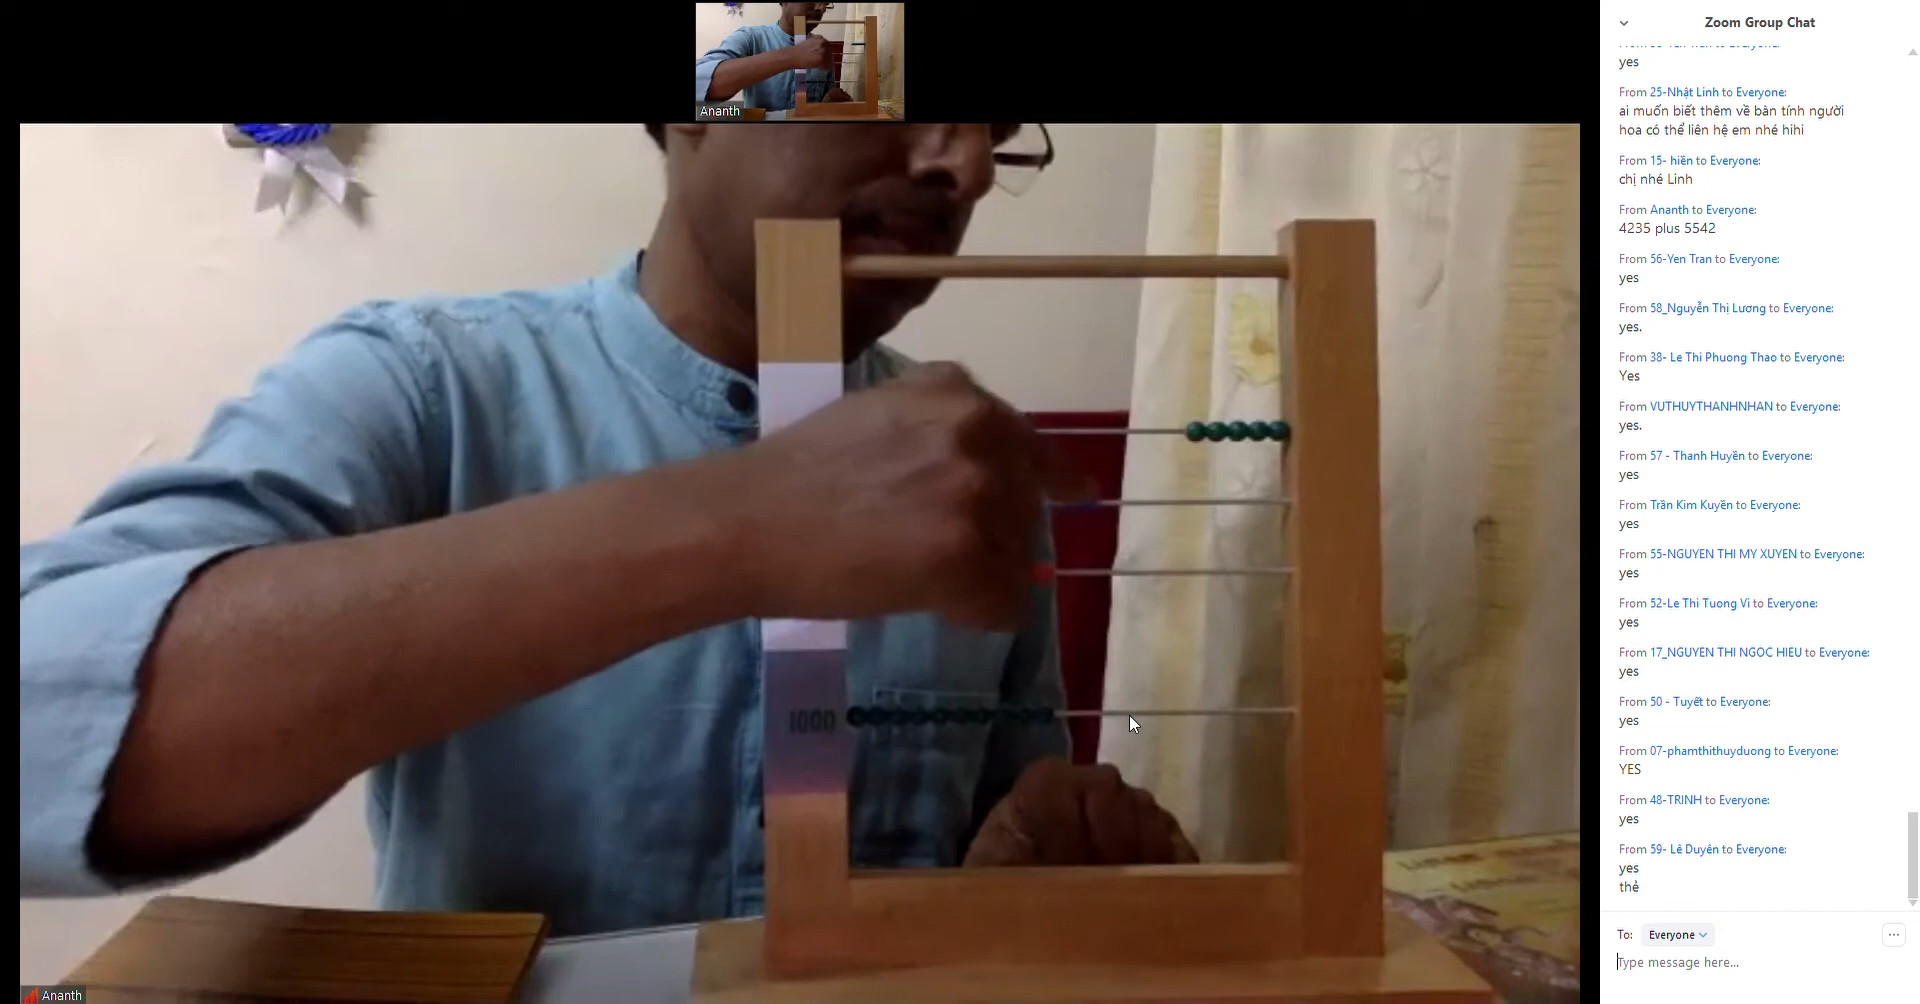 Ananth
1000
Ananth
Zoom Group Chat
yes
From 25-Nhật Linh to Everyone:
ai muốn biết thêm về bàn tính người
hoa có thể liên hệ em nhé hihi
From 15- hiền to Everyone:
chị nhé Linh
From Ananth to Everyone:
4235 plus 5542
From 56-Yen Tran to Everyone:
yes
From 58_Nguyễn Thị Lương to Everyone:
yes.
From 38- Le Thi Phuong Thao to Everyone:
Yes
From VUTHUYTHANHNHAN to Everyone:
yes.
From 57 - Thanh Huyền to Everyone:
yes
From Trần Kim Kuyền to Everyone:
yes
From 55-NGUYEN THI MY XUYEN to Everyone:
yes
From 52-Le Thi Tuong Vi to Everyone:
yes
From 17_NGUYEN THI NGOC HIEU to Everyone:
yes
From 50 - Tuyết to Everyone:
yes
From 07-phamthithuyduong to Everyone:
YES
From 48-TRINH to Everyone:
yes
From 59- Lê Duyên to Everyone:
yes
thẻ
To: Everyone
Type message here...